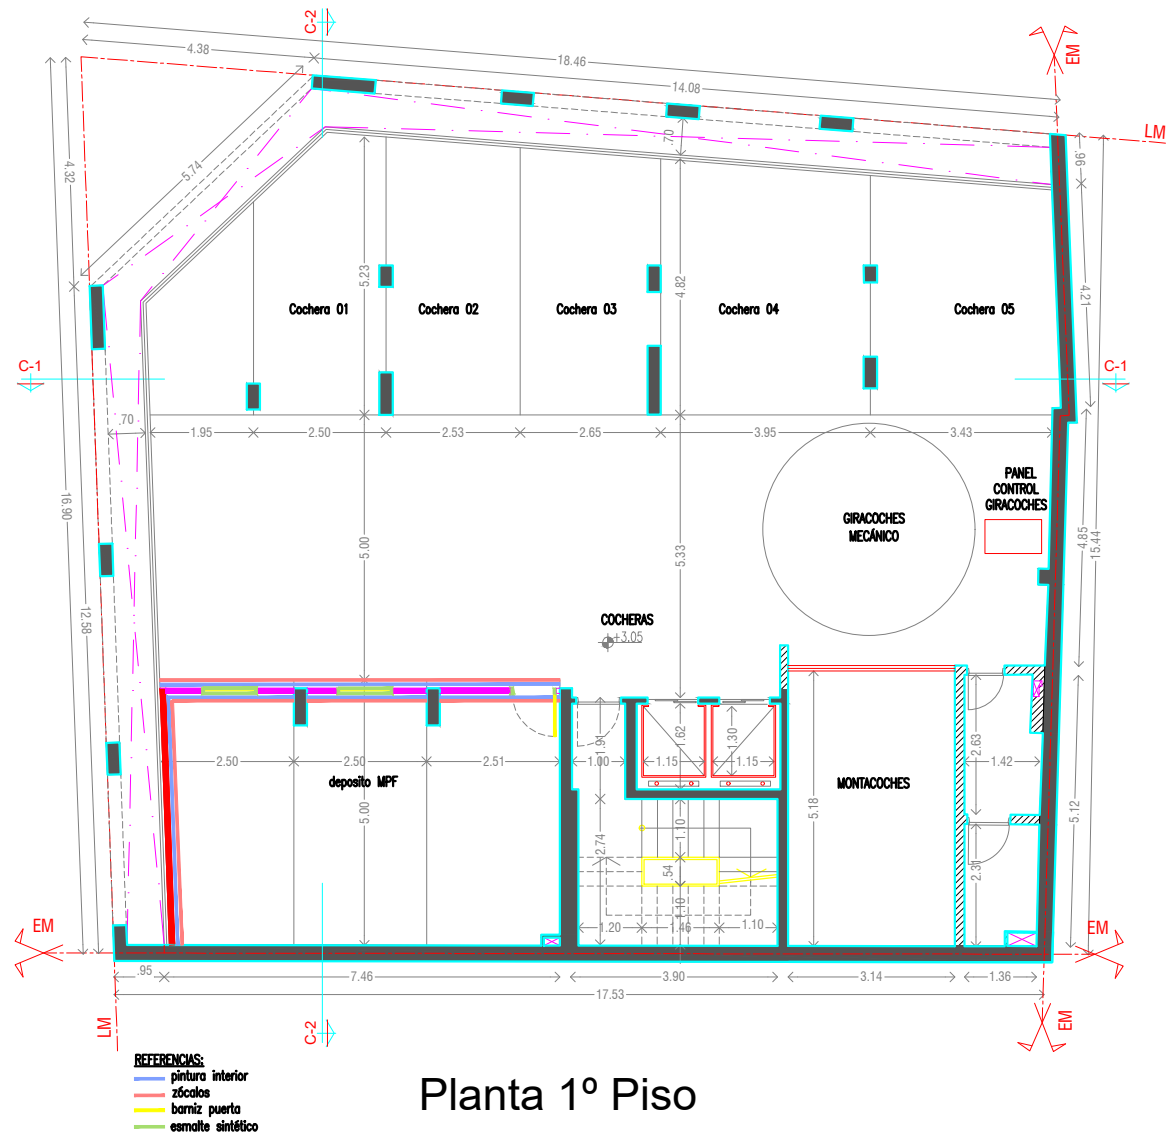 C-2
4.38
18.46
14.08
EM
LM
4.32
5.74
.70
.96
5.23
4.82
4.21
Cochera 01
Cochera 02
Cochera 03
Cochera 04
Cochera 05
C-1
C-1
.70
1.95
2.50
2.53
2.65
3.95
3.43
16.90
PANEL
CONTROL
GIRACOCHES
GIRACOCHES
MECÁNICO
5.00
5.33
4.85
15.44
12.58
COCHERAS
+3.05
1.91
1.62
1.30
2.63
2.50
2.50
2.51
1.00
1.15
1.15
1.42
deposito MPF
MONTACOCHES
5.00
5.18
5.12
2.74
1.10
.54
2.31
1.10
1.20
1.46
1.10
EM
EM
.95
7.46
3.90
3.14
1.36
17.53
LM
C-2
EM
REFERENCIAS:
pintura interior
zócalos
barniz puerta
esmalte sintético
Planta 1º Piso